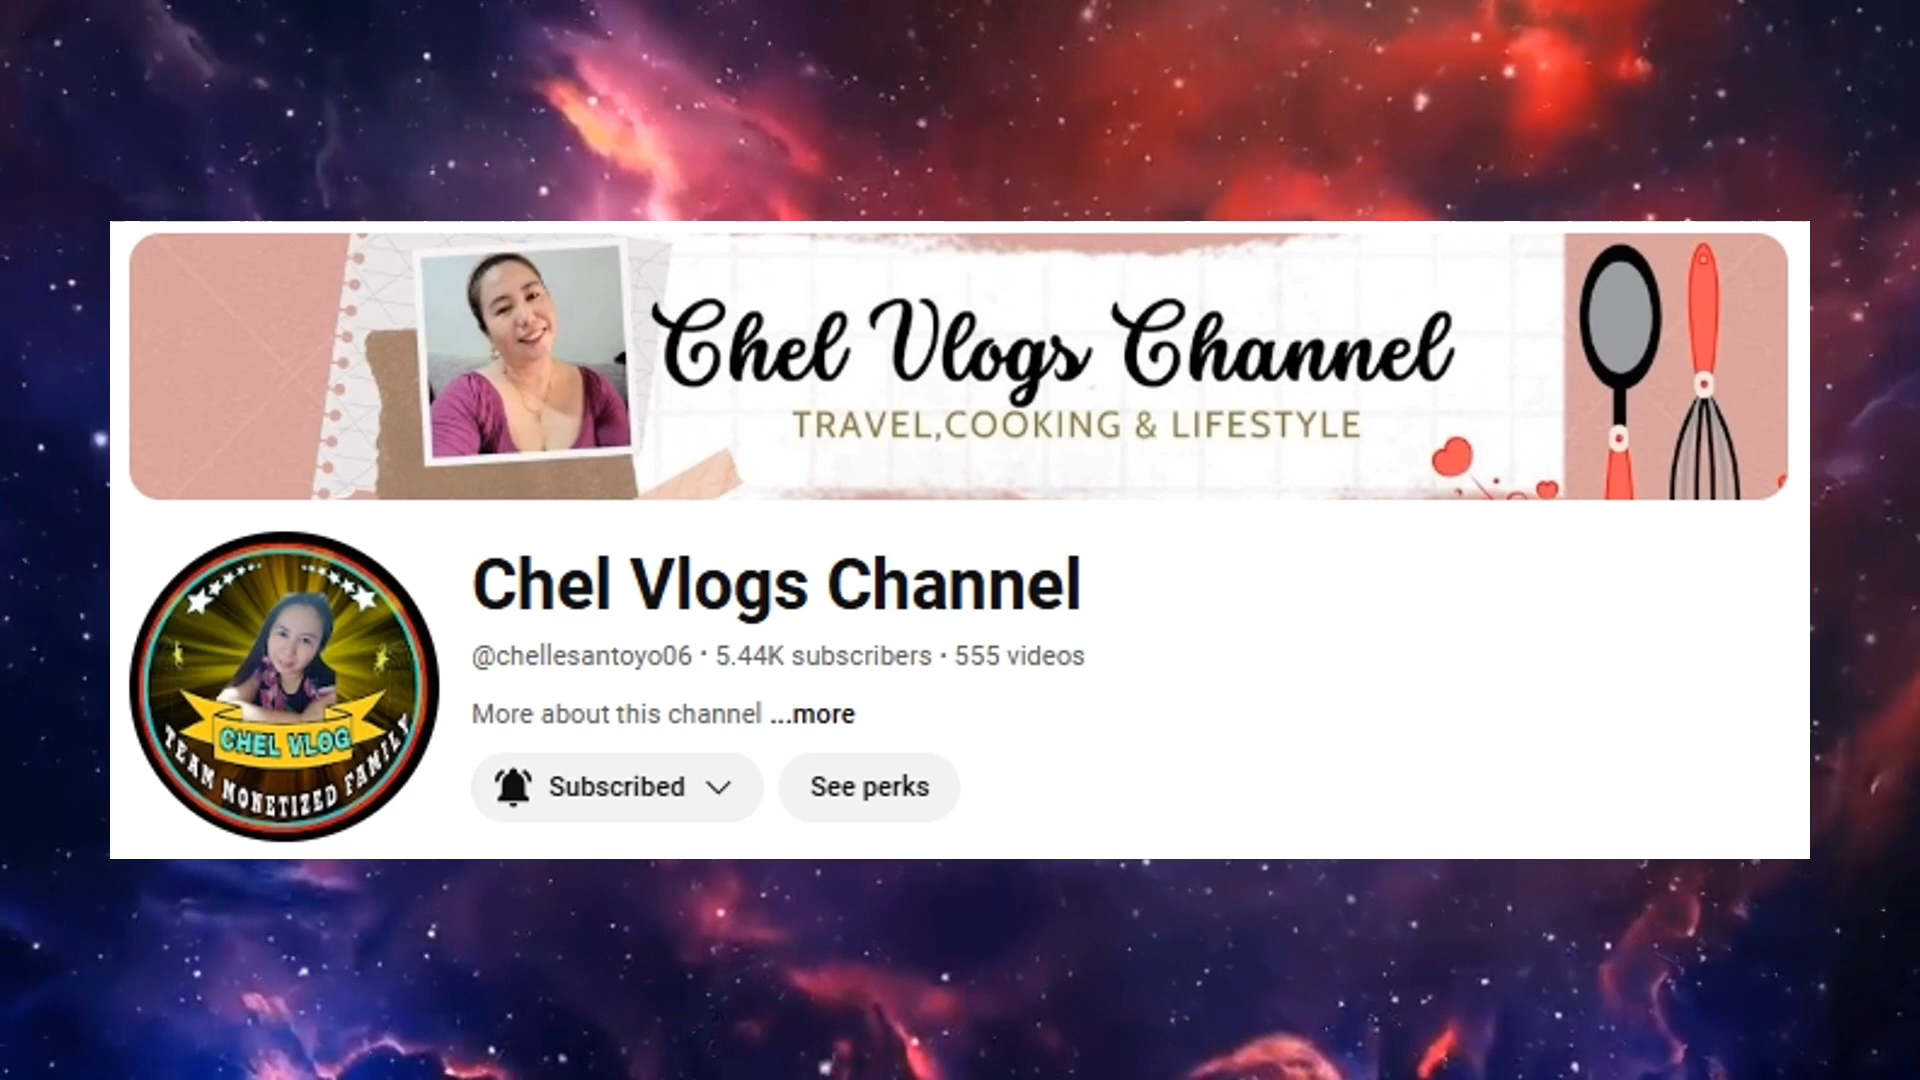 Chel Vlogs Channel
TRAVEL,COOKING & LIFESTYLE
CHEL VLOG
TEAM MONETIZED FAMILY
Chel Vlogs Channel
@chellesantoyo06 • 5.44K subscribers • 555 videos
More about this channel ...more
Subscribed
See perks